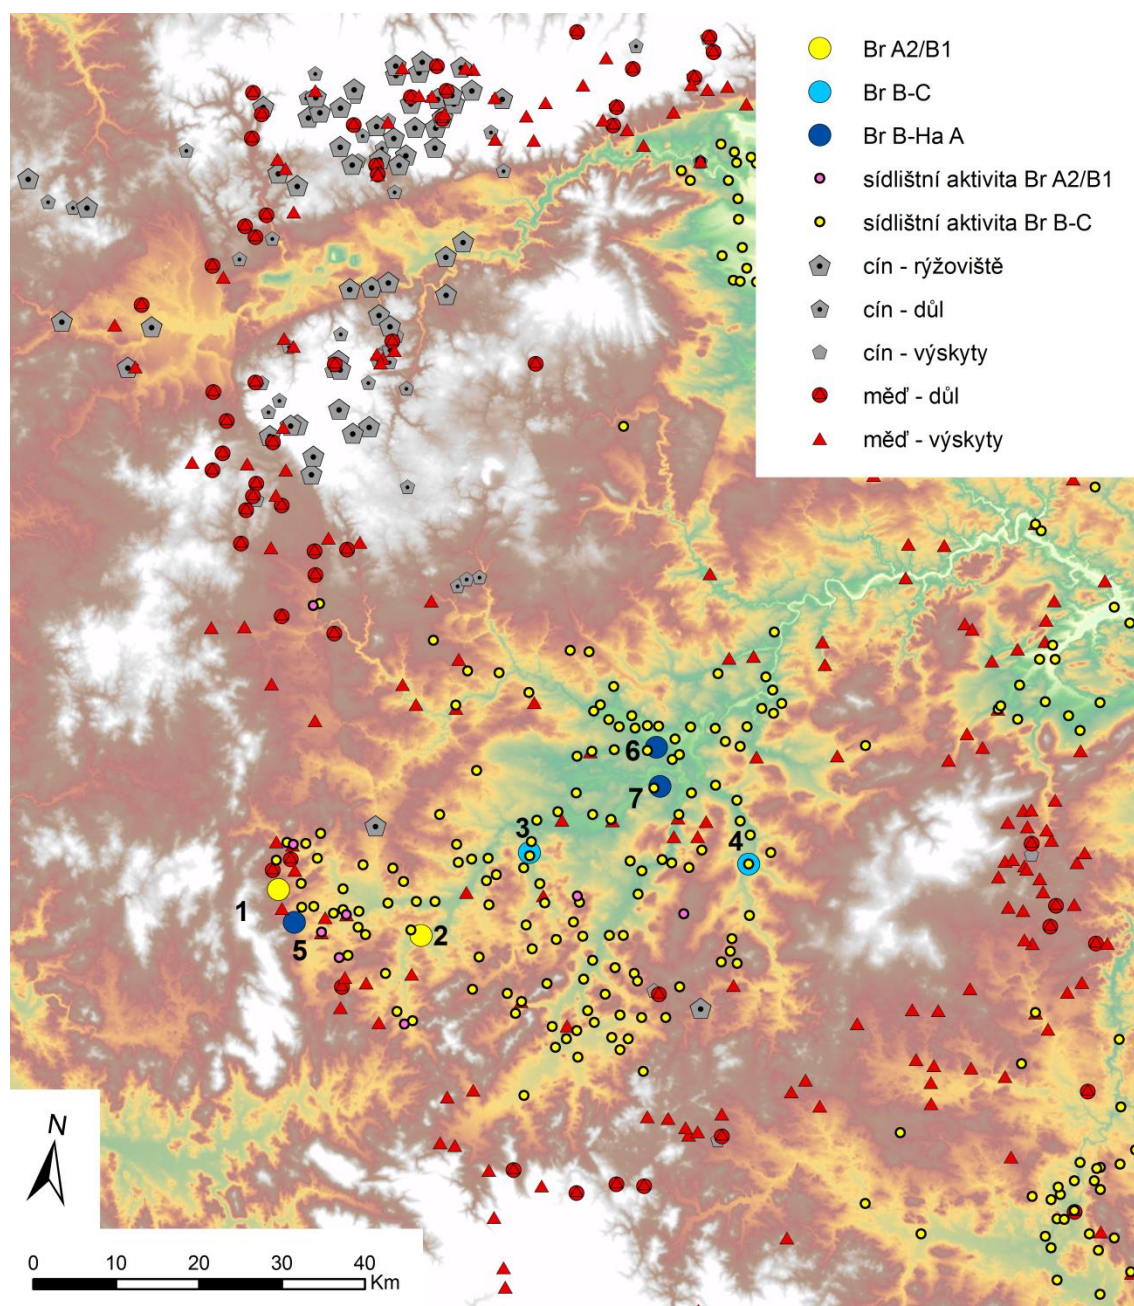 Br A2/B1
Br B-C
Br B-Ha A
sídlištní aktivita Br A2/B1
sídlištní aktivita Br B-C
cín - rýžoviště
cín - důl
cín - výskyty
měď - důl
měď - výskyty
6
7
3
4
1
2
5
N
0 10 20 30 40
Km